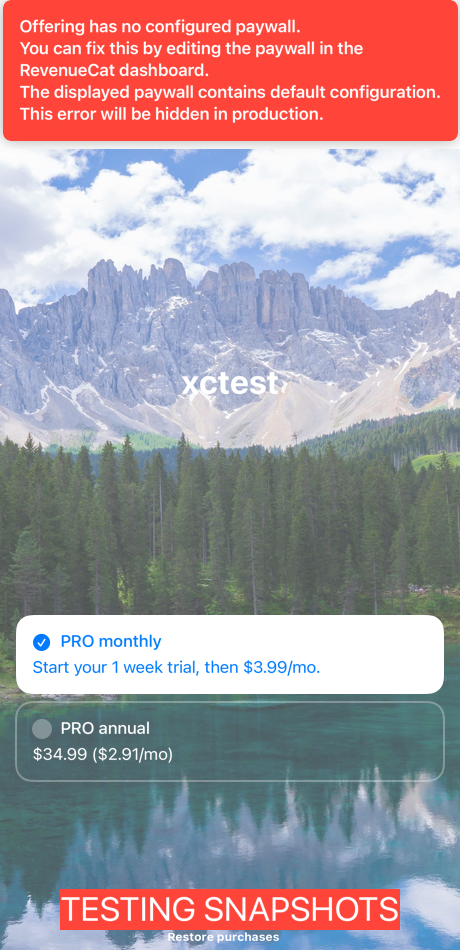 Offering has no configured paywall.
You can fix this by editing the paywall in the
RevenueCat dashboard.
The displayed paywall contains default configuration.
This error will be hidden in production.
xctest
PRO monthly
Start your 1 week trial, then $3.99/mo.
PRO annual
$34.99 ($2.91/mo)
TESTING SNAPSHOTS
Restore purchases